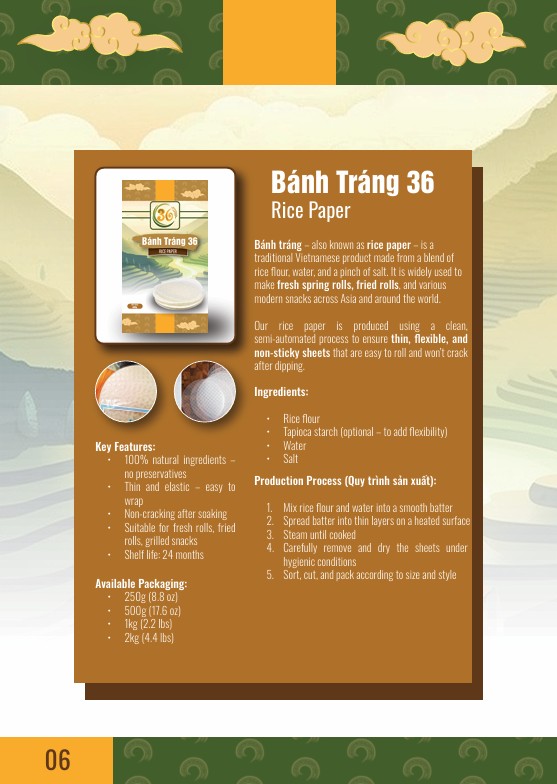 36
Bánh Tráng 36
RICE PAPER
Bánh Tráng 36
Rice Paper
Bánh tráng – also known as rice paper – is a
traditional Vietnamese product made from a blend of
rice flour, water, and a pinch of salt. It is widely used to
make fresh spring rolls, fried rolls, and various
modern snacks across Asia and around the world.
Our rice paper is produced using a clean,
semi-automated process to ensure thin, flexible, and
non-sticky sheets that are easy to roll and won't crack
after dipping.
Ingredients:
• Rice flour
• Tapioca starch (optional – to add flexibility)
• Water
• Salt
Production Process (Quy trình sản xuất):
1. Mix rice flour and water into a smooth batter
2. Spread batter into thin layers on a heated surface
3. Steam until cooked
4. Carefully remove and dry the sheets under
hygienic conditions
5. Sort, cut, and pack according to size and style
Key Features:
• 100% natural ingredients –
no preservatives
• Thin and elastic – easy to
wrap
• Non-cracking after soaking
• Suitable for fresh rolls, fried
rolls, grilled snacks
• Shelf life: 24 months
Available Packaging:
• 250g (8.8 oz)
• 500g (17.6 oz)
• 1kg (2.2 lbs)
• 2kg (4.4 lbs)
06